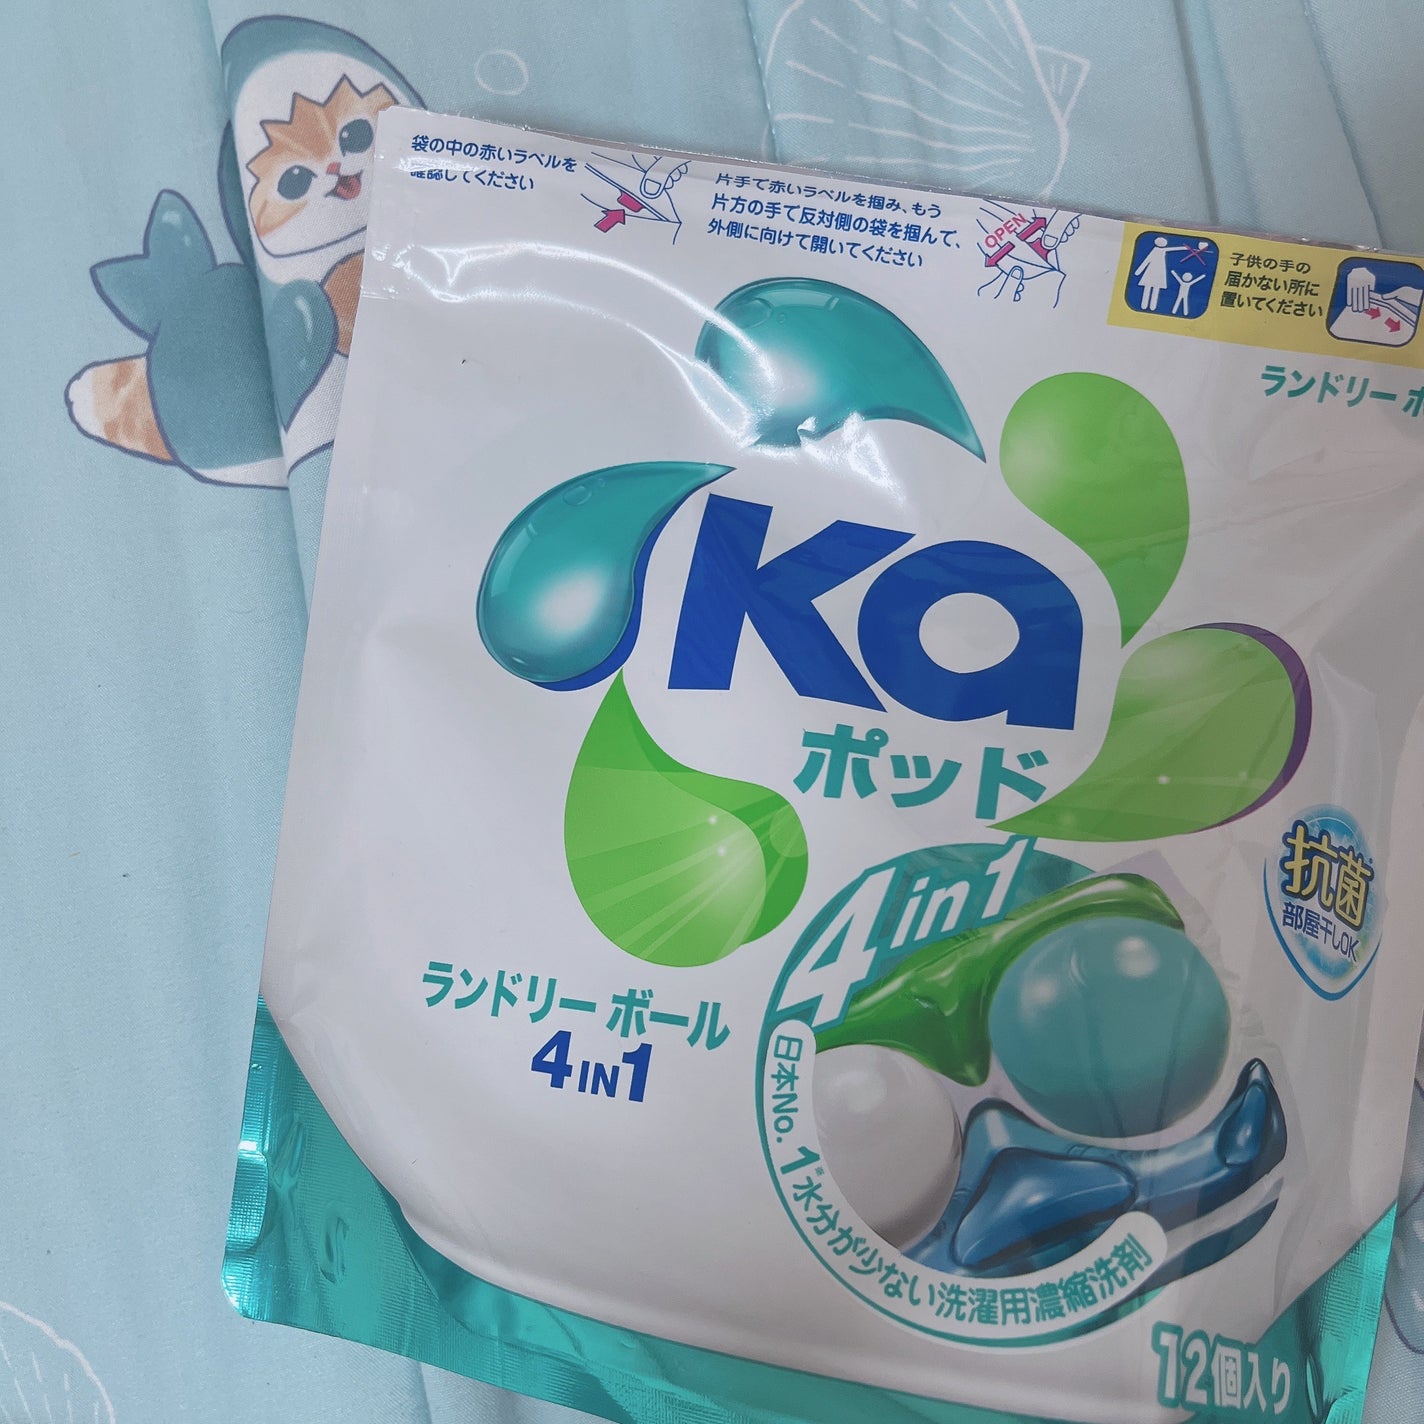 袋の中の赤いラベルを
確認してください
片手で赤いラベルを掴み、もう
片方の手で反対側の袋を掴んで、
外側に向けて開いてください
OPEN
子供の手の
届かない所に
置いてください
ランドリー ボ
Ka
ポッド
4in1
抗菌
部屋干しOK
ランドリー ボール
4IN1
日本No.1※水分が少ない洗濯用濃縮洗剤
12個入り